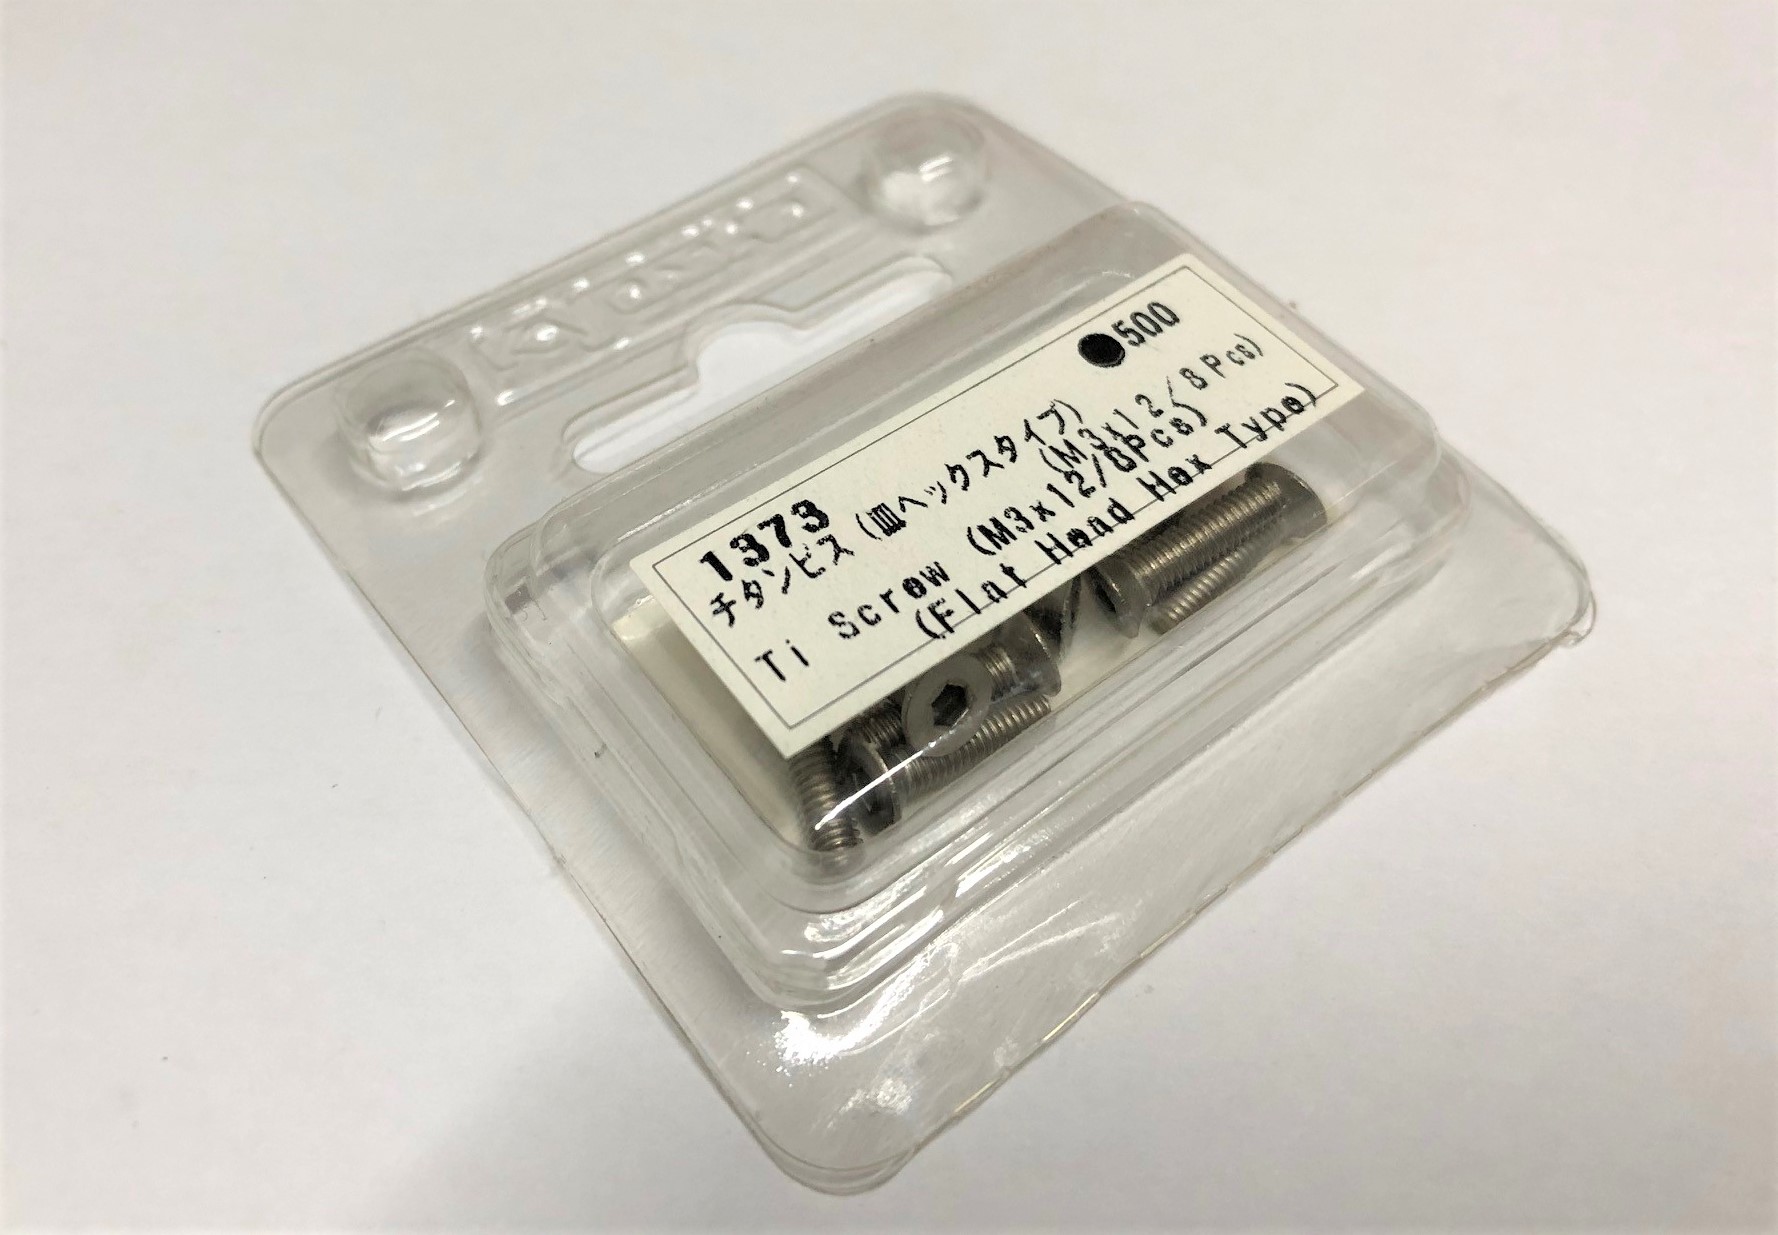 KYOSHO
●500
1373
チタンビス(皿ヘックスタイプ)
(M3x12/8Pcs)
Ti Screw (M3x12/8Pcs)
(Flat Head Hex Type)